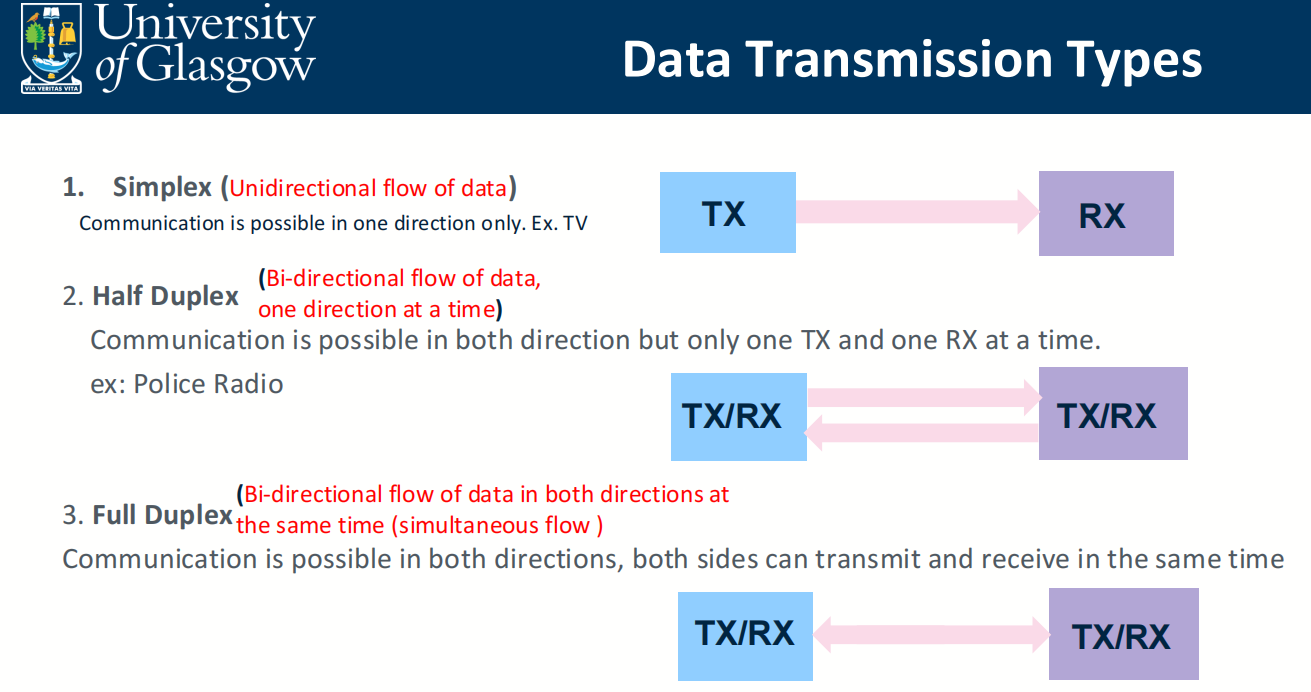 University
of Glasgow
VIA VERITAS VITA
Data Transmission Types
1. Simplex (Unidirectional flow of data)
Communication is possible in one direction only. Ex. TV
TX
RX
2. Half Duplex (Bi-directional flow of data,
one direction at a time)
Communication is possible in both direction but only one TX and one RX at a time.
ex: Police Radio
TX/RX
TX/RX
3. Full Duplex (Bi-directional flow of data in both directions at
the same time (simultaneous flow )
Communication is possible in both directions, both sides can transmit and receive in the same time
TX/RX
TX/RX